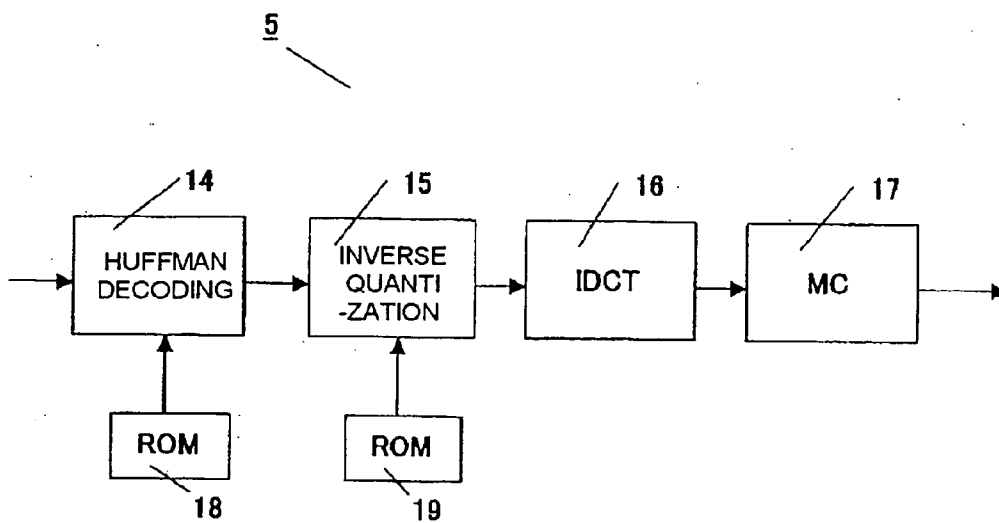 5
14
15
16
17
HUFFMAN
DECODING
INVERSE
QUANTI
-ZATION
IDCT
MC
ROM
ROM
18
19